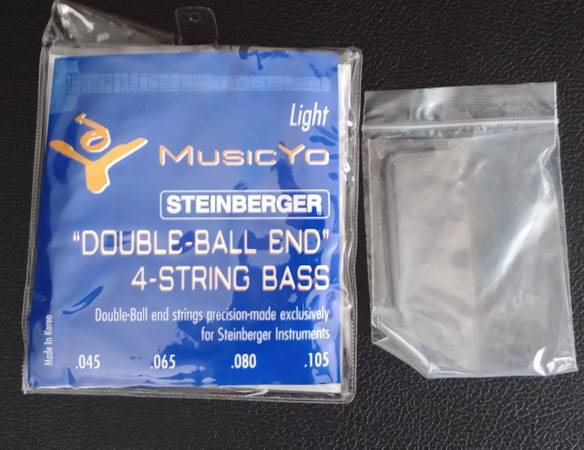 Light
MusicYo
STEINBERGER
"DOUBLE-BALL END"
4-STRING BASS
Double-Ball end strings precision-made exclusively
for Steinberger Instruments
Made In Korea
.045 .065 .080 .105